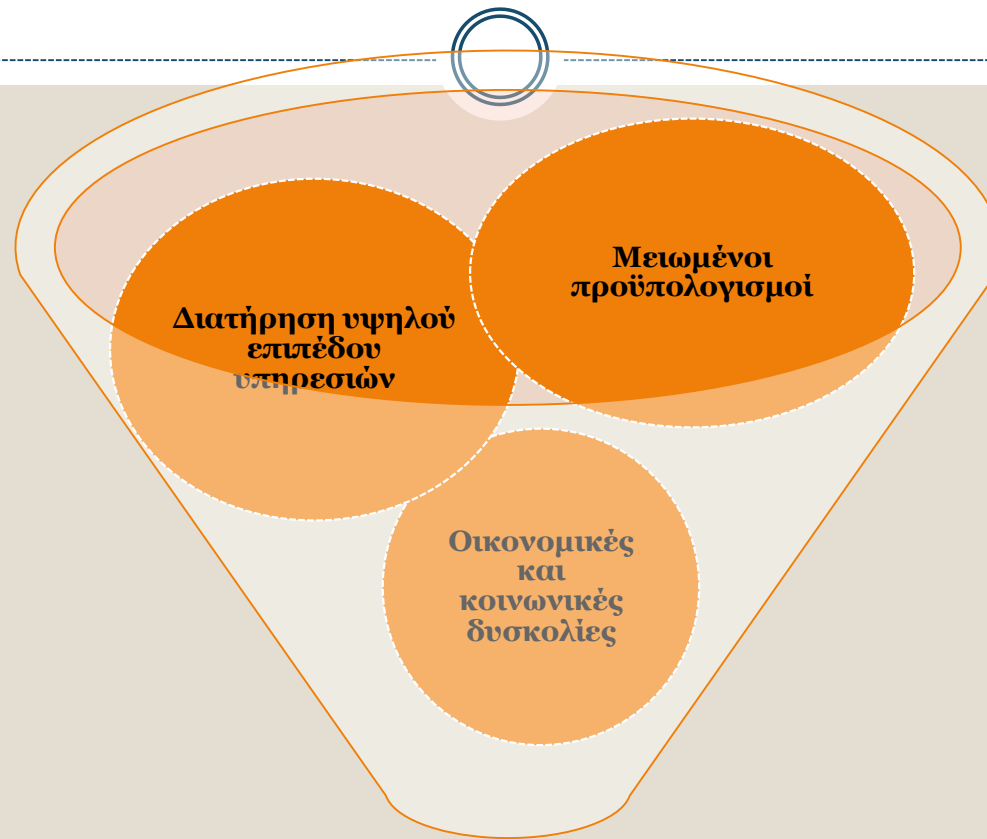 Μειωμένοι
προϋπολογισμοί
Διατήρηση υψηλού
επιπέδου
υπηρεσιών
Οικονομικές
και
κοινωνικές
δυσκολίες